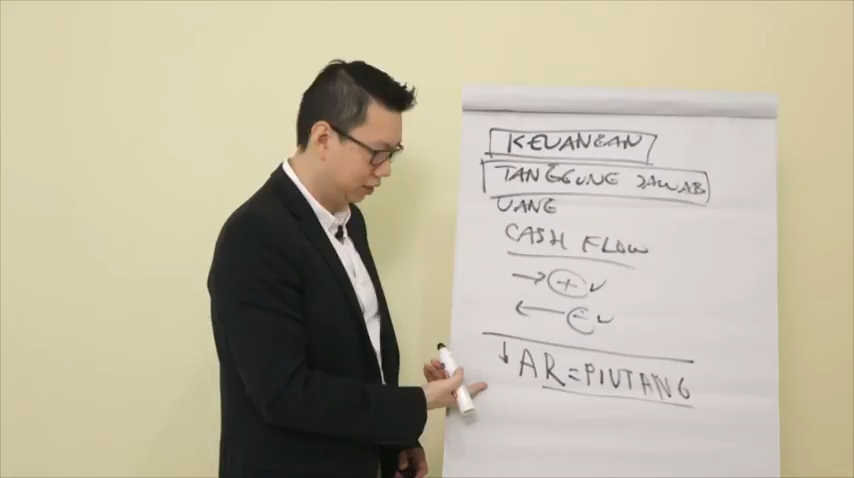 KEUANGAN
TANGGUNG JAWAB
UANG
CASH FLOW
→ + ✓
← - ✓
↓ AR = PIUTANG